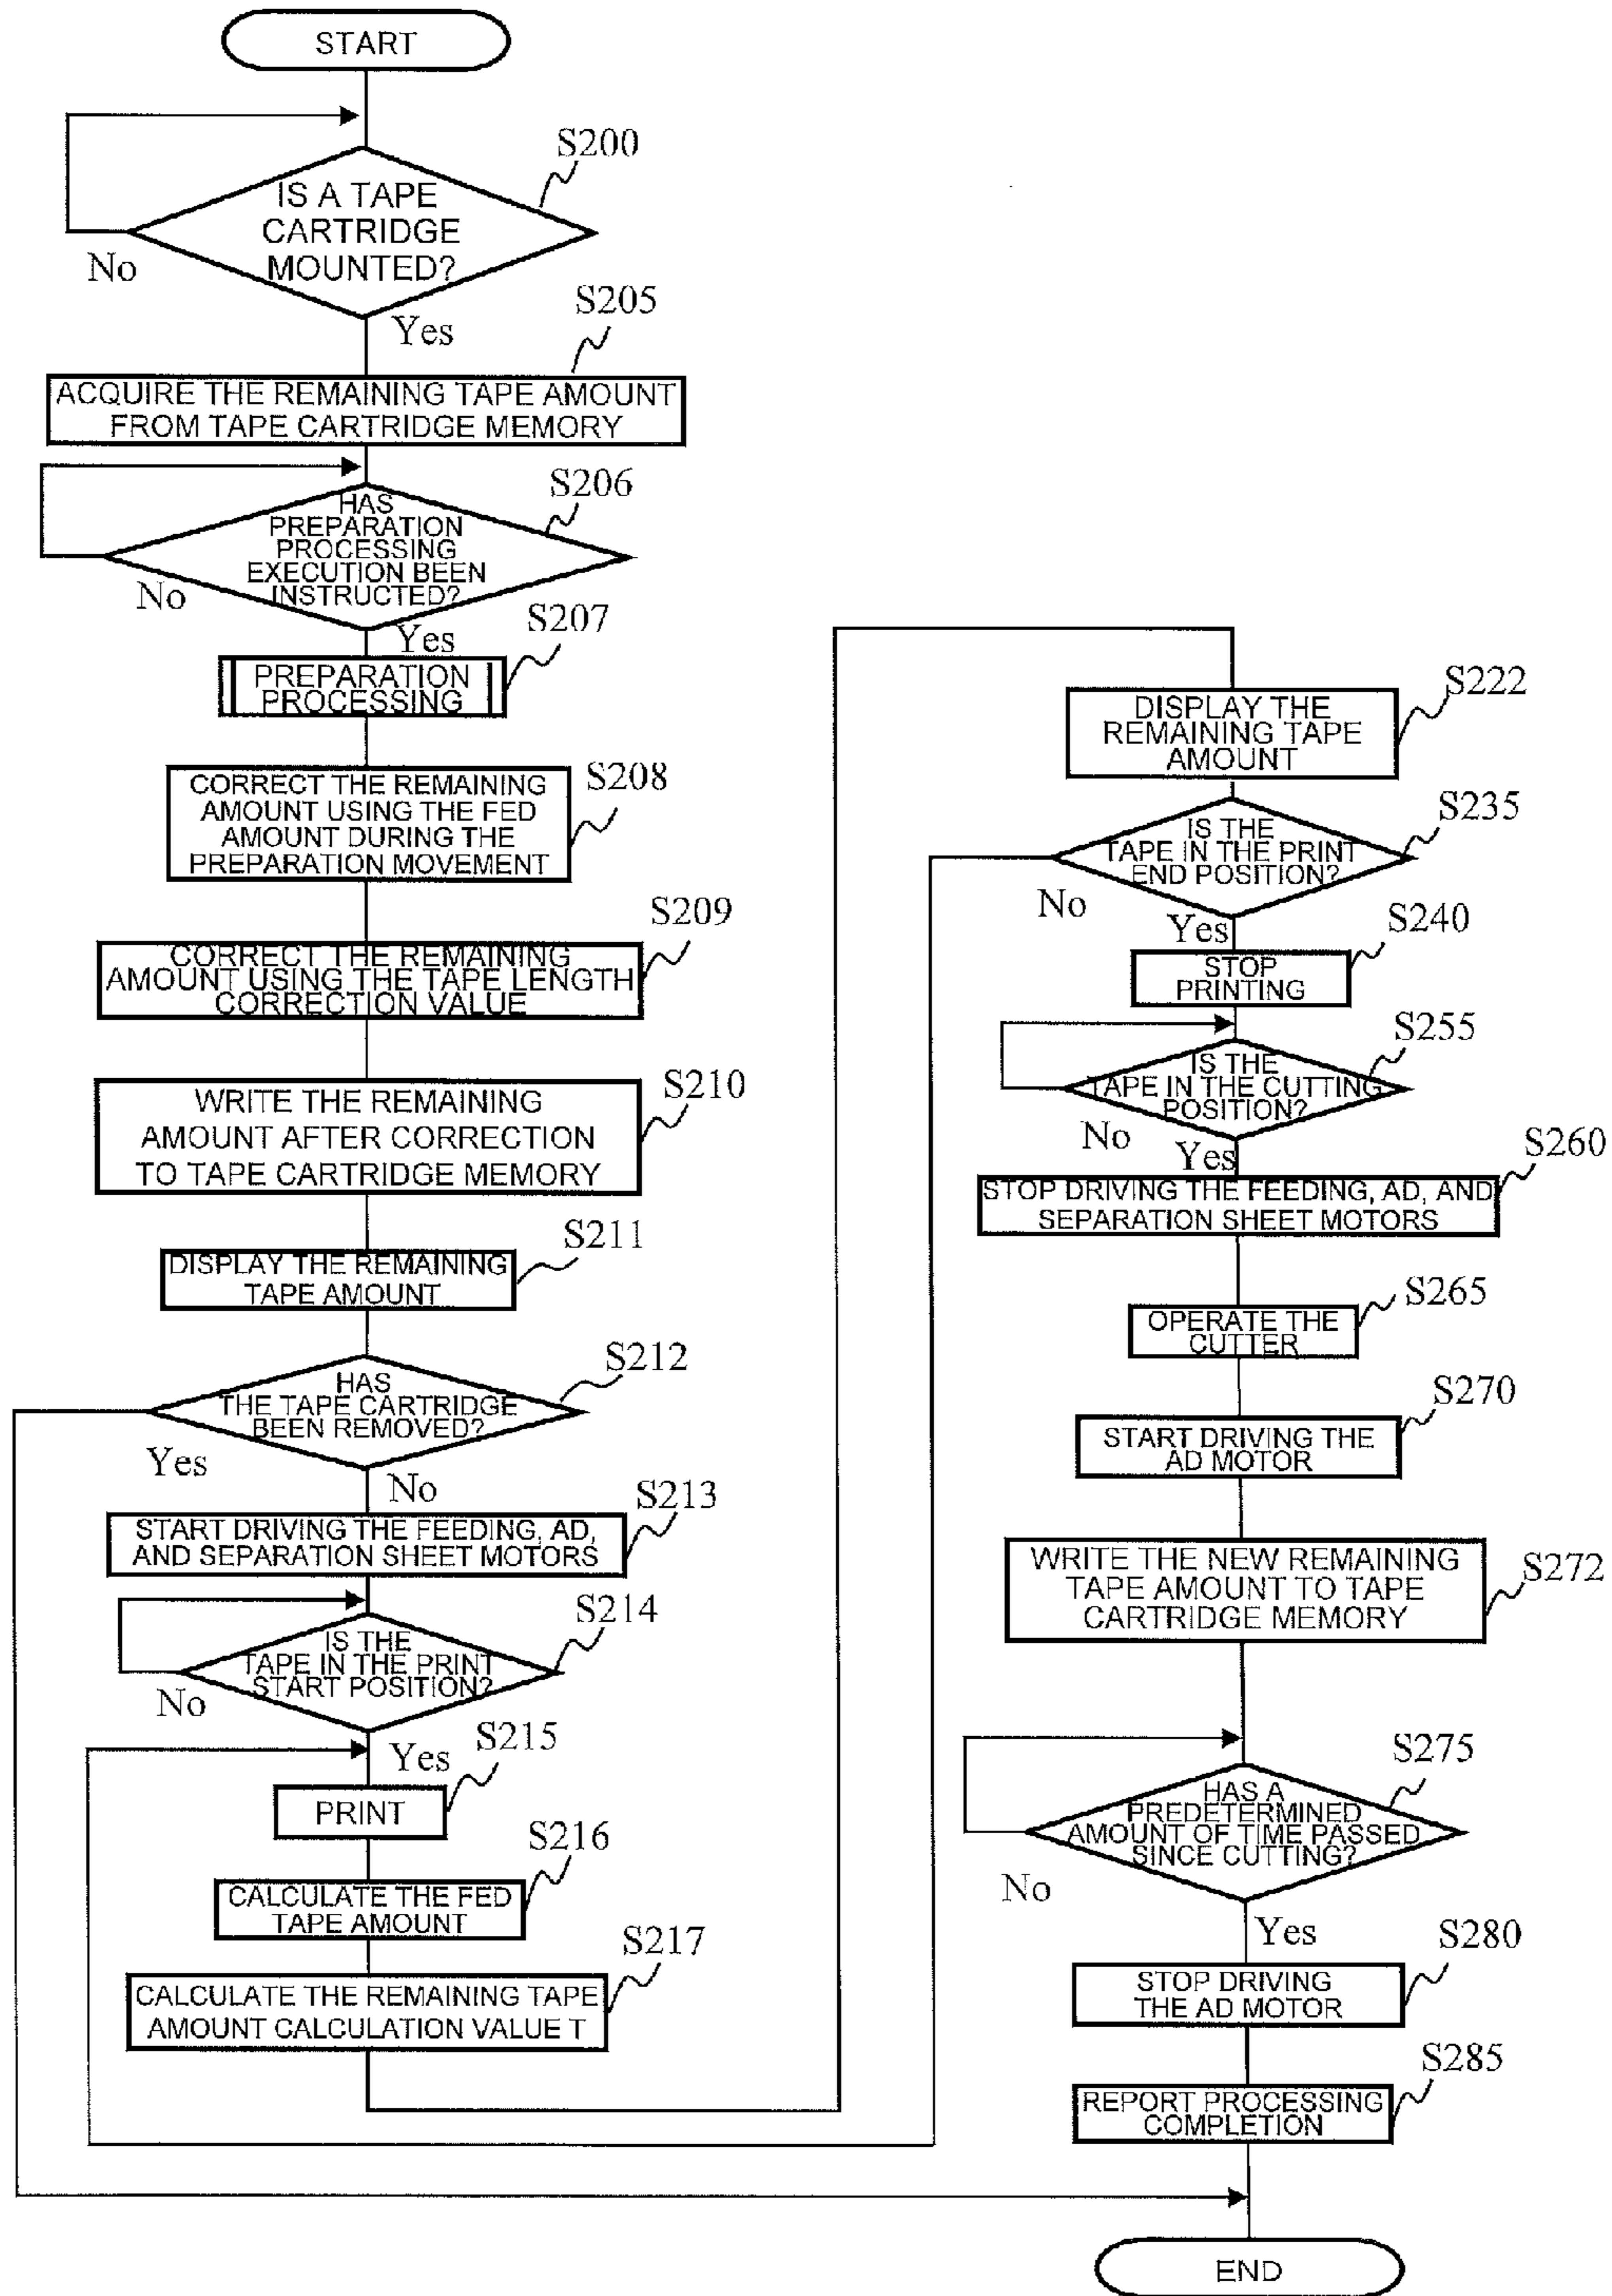 START
S200
IS A TAPE
CARTRIDGE
MOUNTED?
No
Yes
S205
ACQUIRE THE REMAINING TAPE AMOUNT
FROM TAPE CARTRIDGE MEMORY
S206
HAS
PREPARATION
PROCESSING
EXECUTION BEEN
INSTRUCTED?
No
Yes
S207
PREPARATION
PROCESSING
S208
CORRECT THE REMAINING
AMOUNT USING THE FED
AMOUNT DURING THE
PREPARATION MOVEMENT
S209
CORRECT THE REMAINING
AMOUNT USING THE TAPE LENGTH
CORRECTION VALUE
S210
WRITE THE REMAINING
AMOUNT AFTER CORRECTION
TO TAPE CARTRIDGE MEMORY
S211
DISPLAY THE REMAINING
TAPE AMOUNT
S212
HAS
THE TAPE CARTRIDGE
BEEN REMOVED?
Yes
No
S213
START DRIVING THE FEEDING, AD,
AND SEPARATION SHEET MOTORS
S214
IS THE
TAPE IN THE PRINT
START POSITION?
No
Yes
S215
PRINT
S216
CALCULATE THE FED
TAPE AMOUNT
S217
CALCULATE THE REMAINING TAPE
AMOUNT CALCULATION VALUE T
S222
DISPLAY THE
REMAINING TAPE
AMOUNT
S235
IS THE
TAPE IN THE PRINT
END POSITION?
No
Yes
S240
STOP
PRINTING
S255
IS THE
TAPE IN THE CUTTING
POSITION?
No
Yes
S260
STOP DRIVING THE FEEDING, AD, AND
SEPARATION SHEET MOTORS
S265
OPERATE THE
CUTTER
S270
START DRIVING THE
AD MOTOR
S272
WRITE THE NEW REMAINING
TAPE AMOUNT TO TAPE
CARTRIDGE MEMORY
S275
HAS A
PREDETERMINED
AMOUNT OF TIME PASSED
SINCE CUTTING?
No
Yes
S280
STOP DRIVING
THE AD MOTOR
S285
REPORT PROCESSING
COMPLETION
END